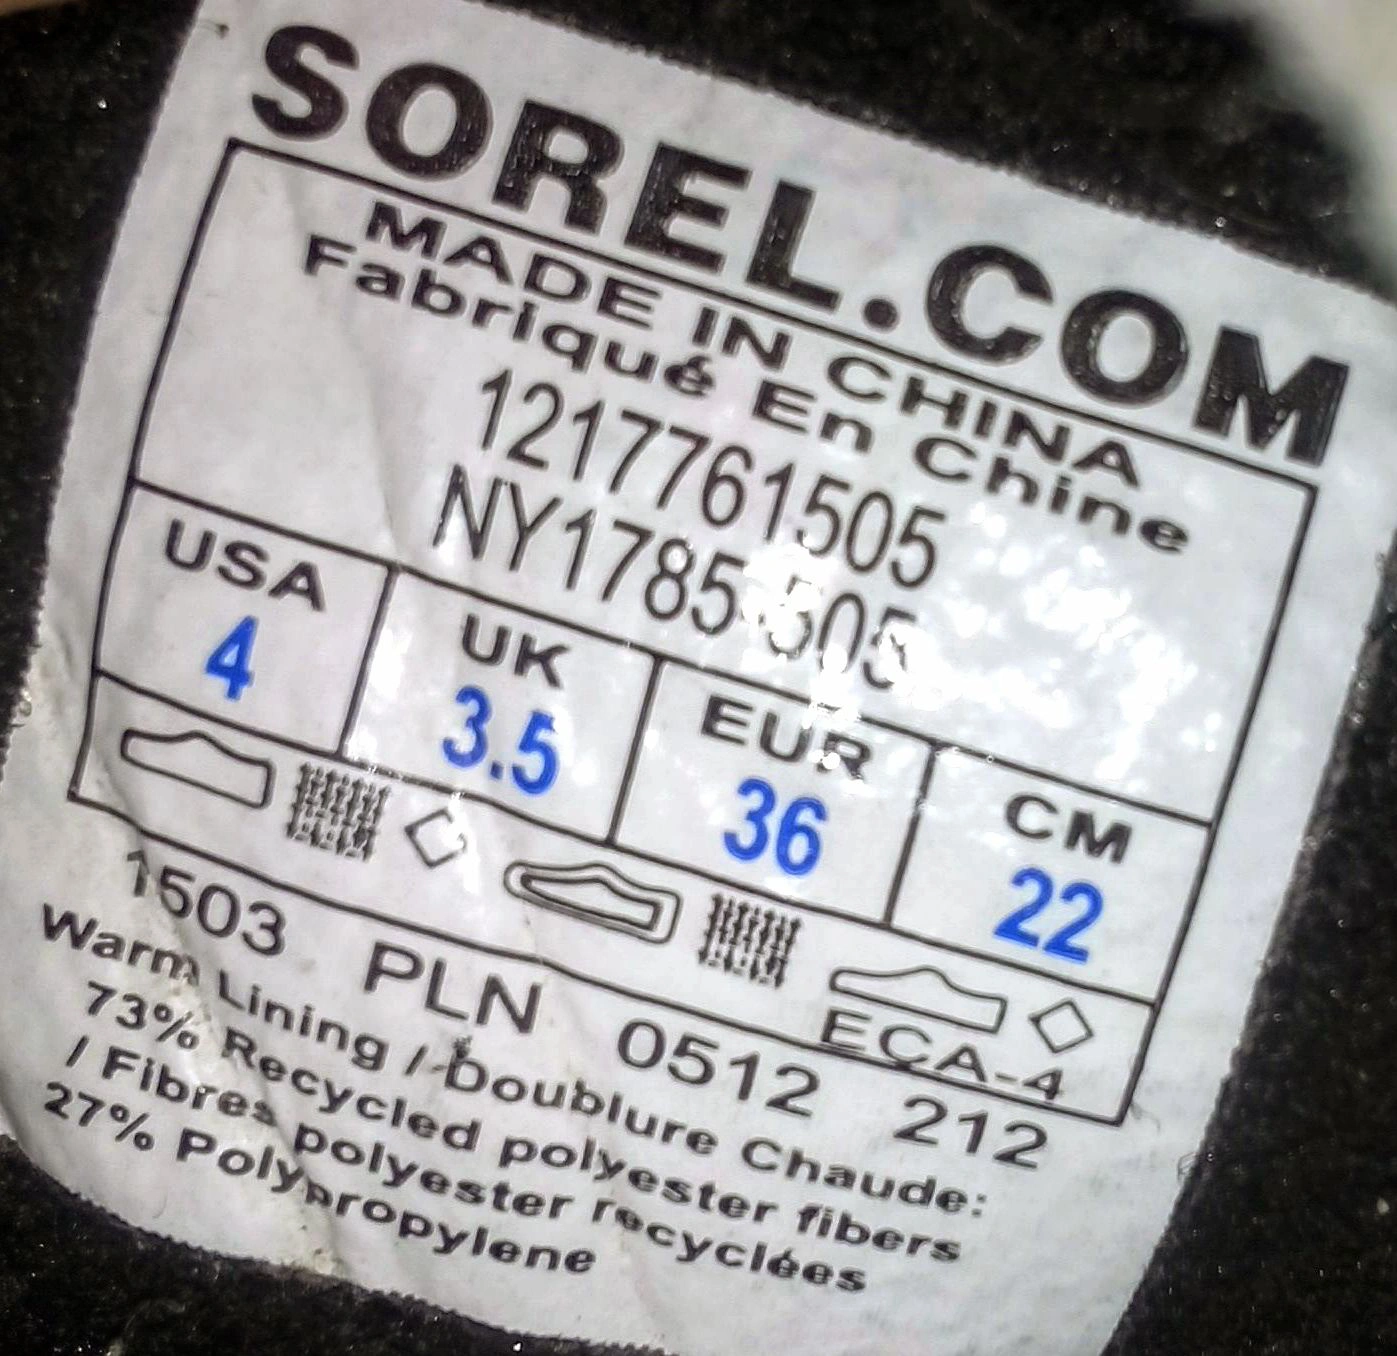 SOREL.COM
MADE IN CHINA
Fabriqué En Chine
1217761505
USA UK EUR CM
4 3.5 36 22
ECA-4
1503 PLN 0512 212
Warm Lining / Doublure Chaude:
73% Recycled polyester fibers
/ Fibres polyester recyclées
27% Polypropylene